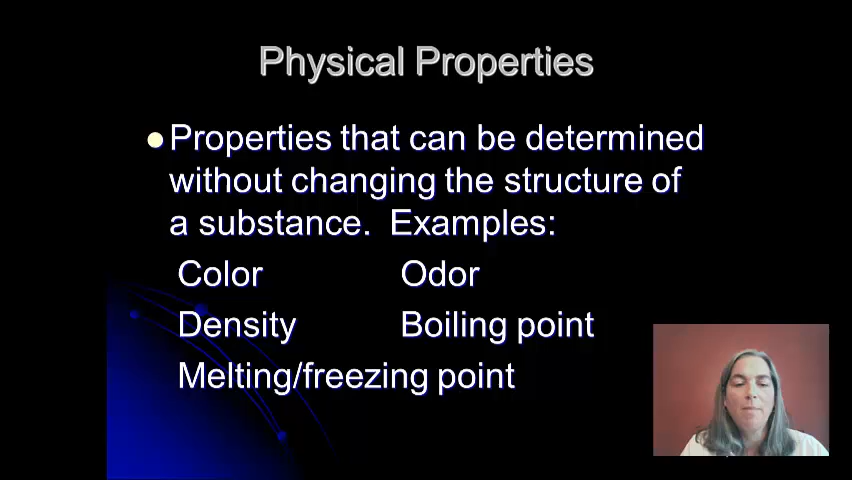 Physical Properties
Properties that can be determined
without changing the structure of
a substance. Examples:
Color Odor
Density Boiling point
Melting/freezing point